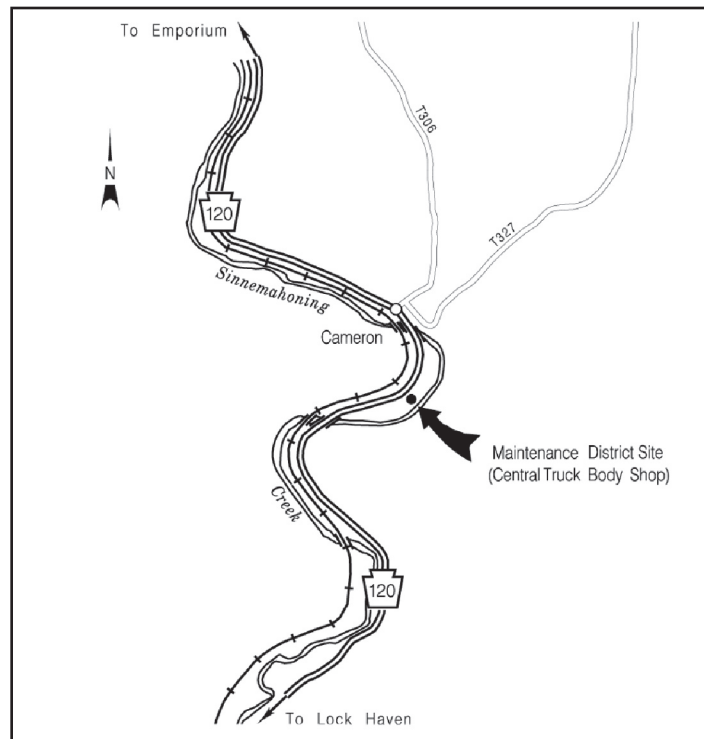 To Emporium
T306
N
120
T327
Sinnemahoning
Cameron
Maintenance District Site
(Central Truck Body Shop)
Creek
120
To Lock Haven